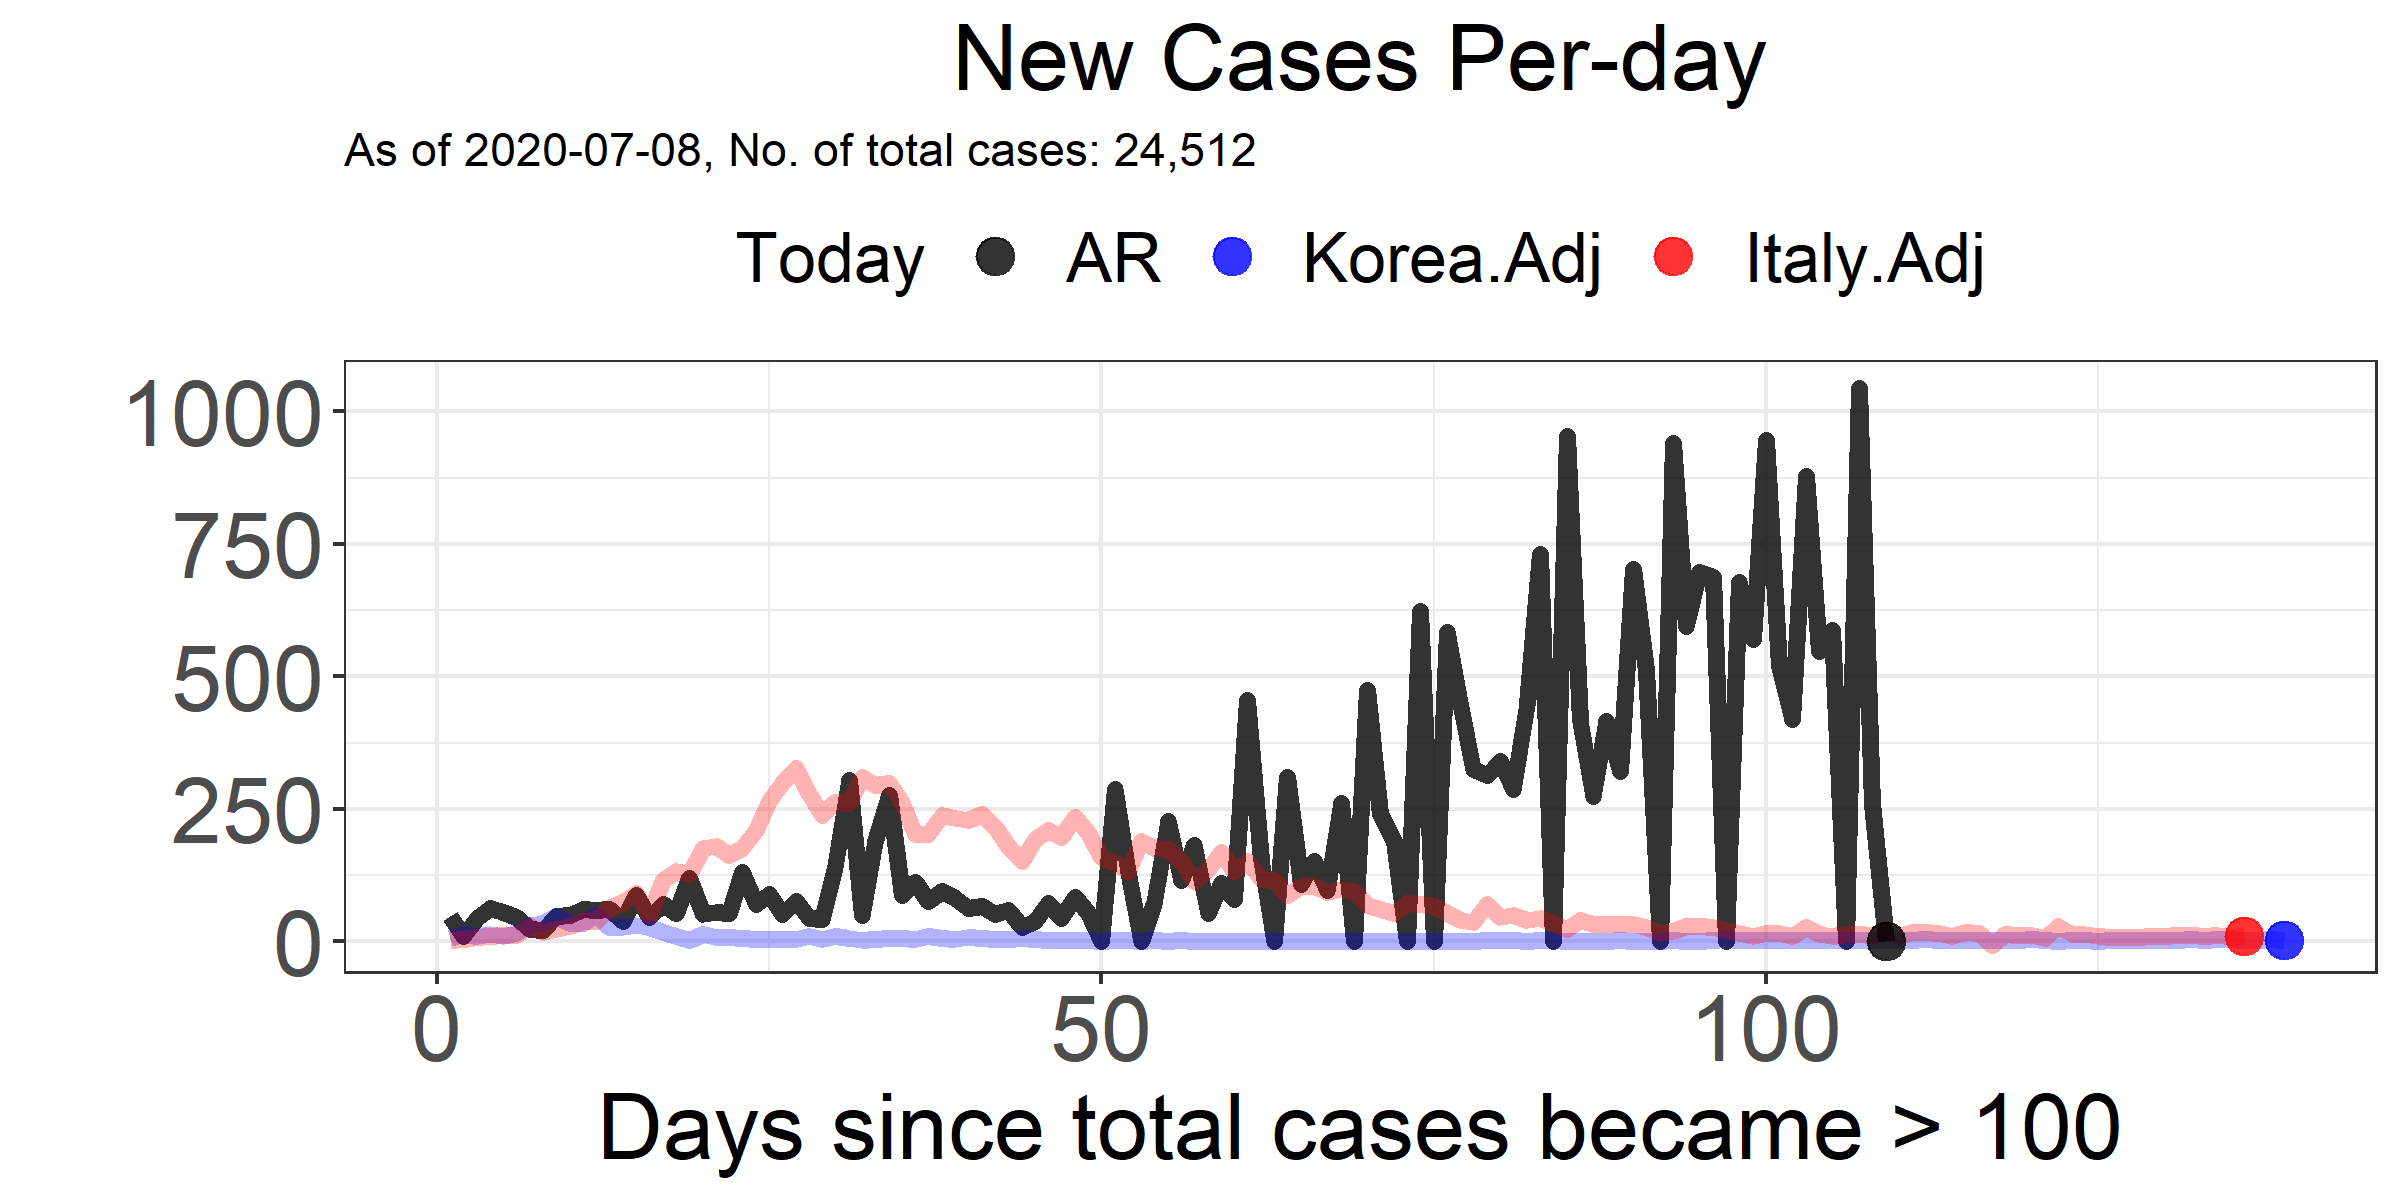 New Cases Per-day
As of 2020-07-08, No. of total cases: 24,512
Today AR Korea.Adj Italy.Adj
1000
750
500
250
0
0 50 100
Days since total cases became > 100